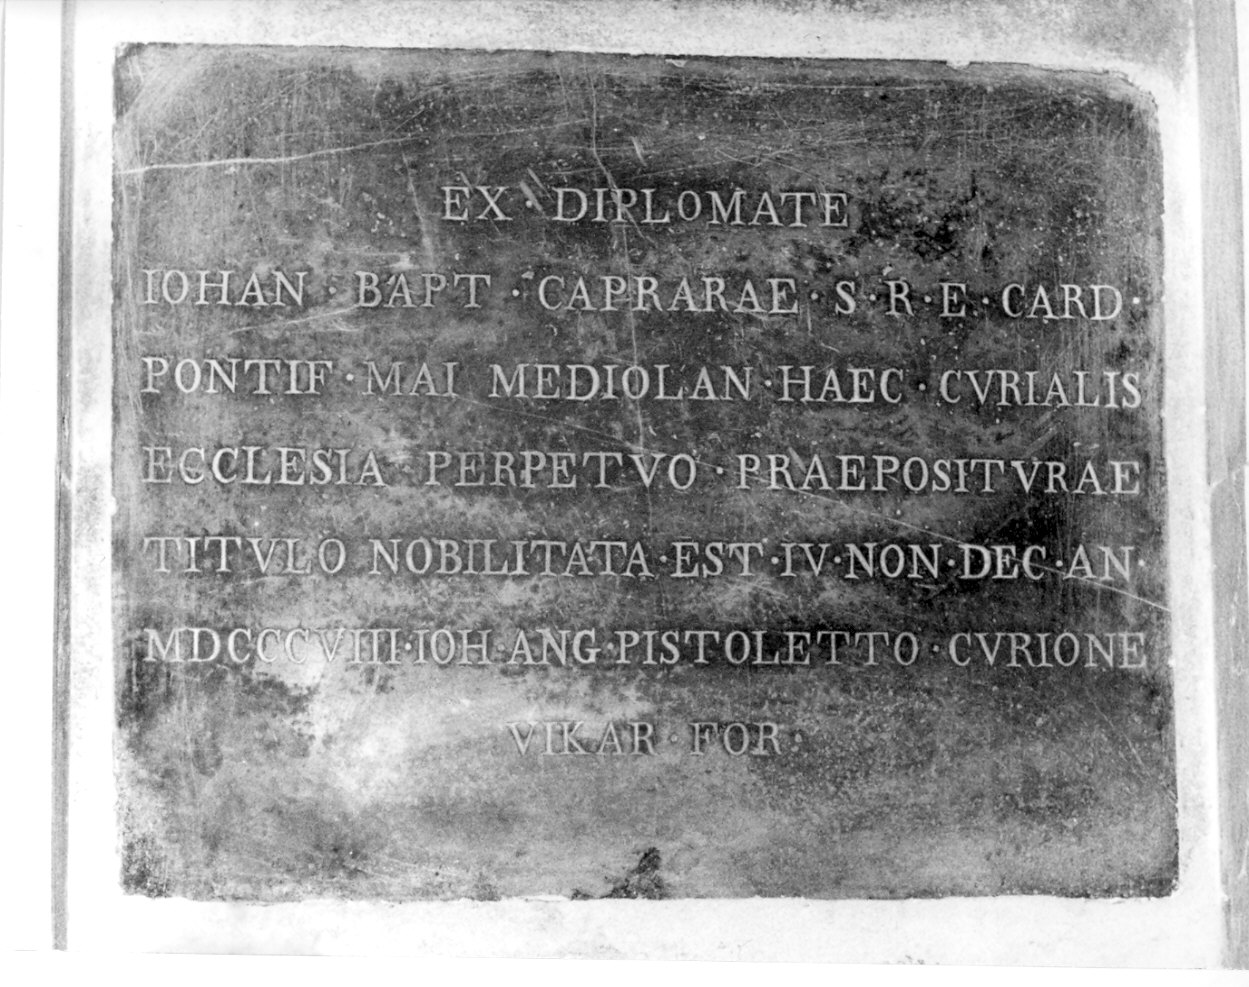 EX · DIPLOMATE
IOHAN · BAPT · CAPRARAE · S · R · E · CARD ·
PONTIF · MAI MEDIOLAN · HAEC · CVRIALIS
ECCLESIA · PERPETVO · PRAEPOSITVRAE
TITVLO NOBILITATA · EST · IV · NON · DEC · AN ·
MDCCCVIII · IOH · ANG · PISTOLETTO · CVRIONE
VIKAR · FOR ·